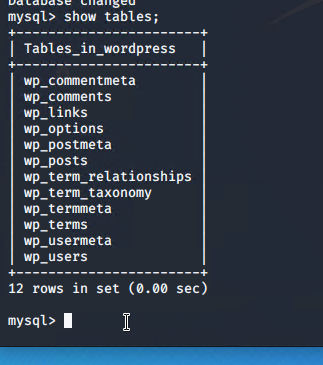 Database changed
mysql> show tables;
+-----------------------+
| Tables_in_wordpress   |
+-----------------------+
| wp_commentmeta        |
| wp_comments           |
| wp_links              |
| wp_options            |
| wp_postmeta           |
| wp_posts              |
| wp_term_relationships |
| wp_term_taxonomy      |
| wp_termmeta           |
| wp_terms              |
| wp_usermeta           |
| wp_users              |
+-----------------------+
12 rows in set (0.00 sec)
mysql>